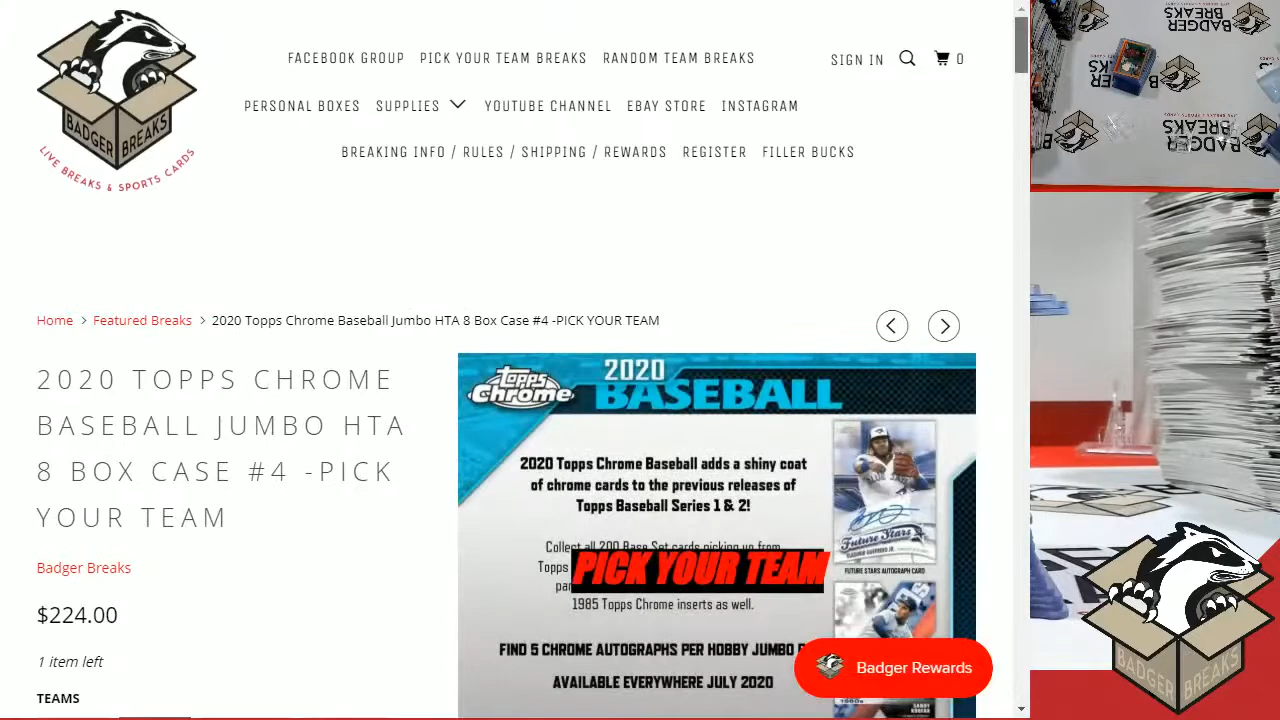 FACEBOOK GROUP PICK YOUR TEAM BREAKS RANDOM TEAM BREAKS
SIGN IN 0
PERSONAL BOXES SUPPLIES YOUTUBE CHANNEL EBAY STORE INSTAGRAM
BREAKING INFO / RULES / SHIPPING / REWARDS REGISTER FILLER BUCKS
BADGER BREAKS
LIVE BREAKS & SPORTS CARDS
Home > Featured Breaks > 2020 Topps Chrome Baseball Jumbo HTA 8 Box Case #4 -PICK YOUR TEAM
2020 TOPPS CHROME
BASEBALL JUMBO HTA
8 BOX CASE #4 -PICK
YOUR TEAM
Badger Breaks
$224.00
1 item left
TEAMS
Topps Chrome
2020
BASEBALL
2020 Topps Chrome Baseball adds a shiny coat
of chrome cards to the previous releases of
Topps Baseball Series 1 & 2!
Collect all 200 Base Set cards picking up from
Topps
PICK YOUR TEAM
1985 Topps Chrome inserts as well.
FIND 5 CHROME AUTOGRAPHS PER HOBBY JUMBO
AVAILABLE EVERYWHERE JULY 2020
Future Stars
FUTURE STARS AUTOGRAPH CARD
Badger Rewards
BADGER BREAKS
BREAKS
BADGER
BADGER BREAKS